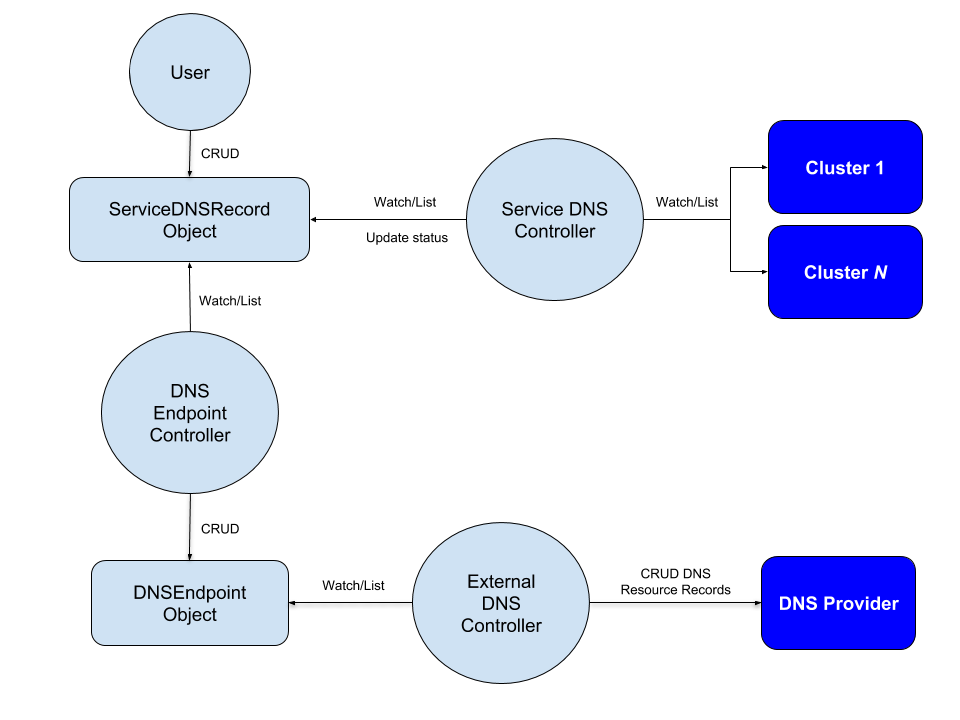 User
CRUD
ServiceDNSRecord
Object
Watch/List
Update status
Service DNS
Controller
Watch/List
Cluster 1
Cluster N
Watch/List
DNS
Endpoint
Controller
CRUD
DNSEndpoint
Object
Watch/List
External
DNS
Controller
CRUD DNS
Resource Records
DNS Provider